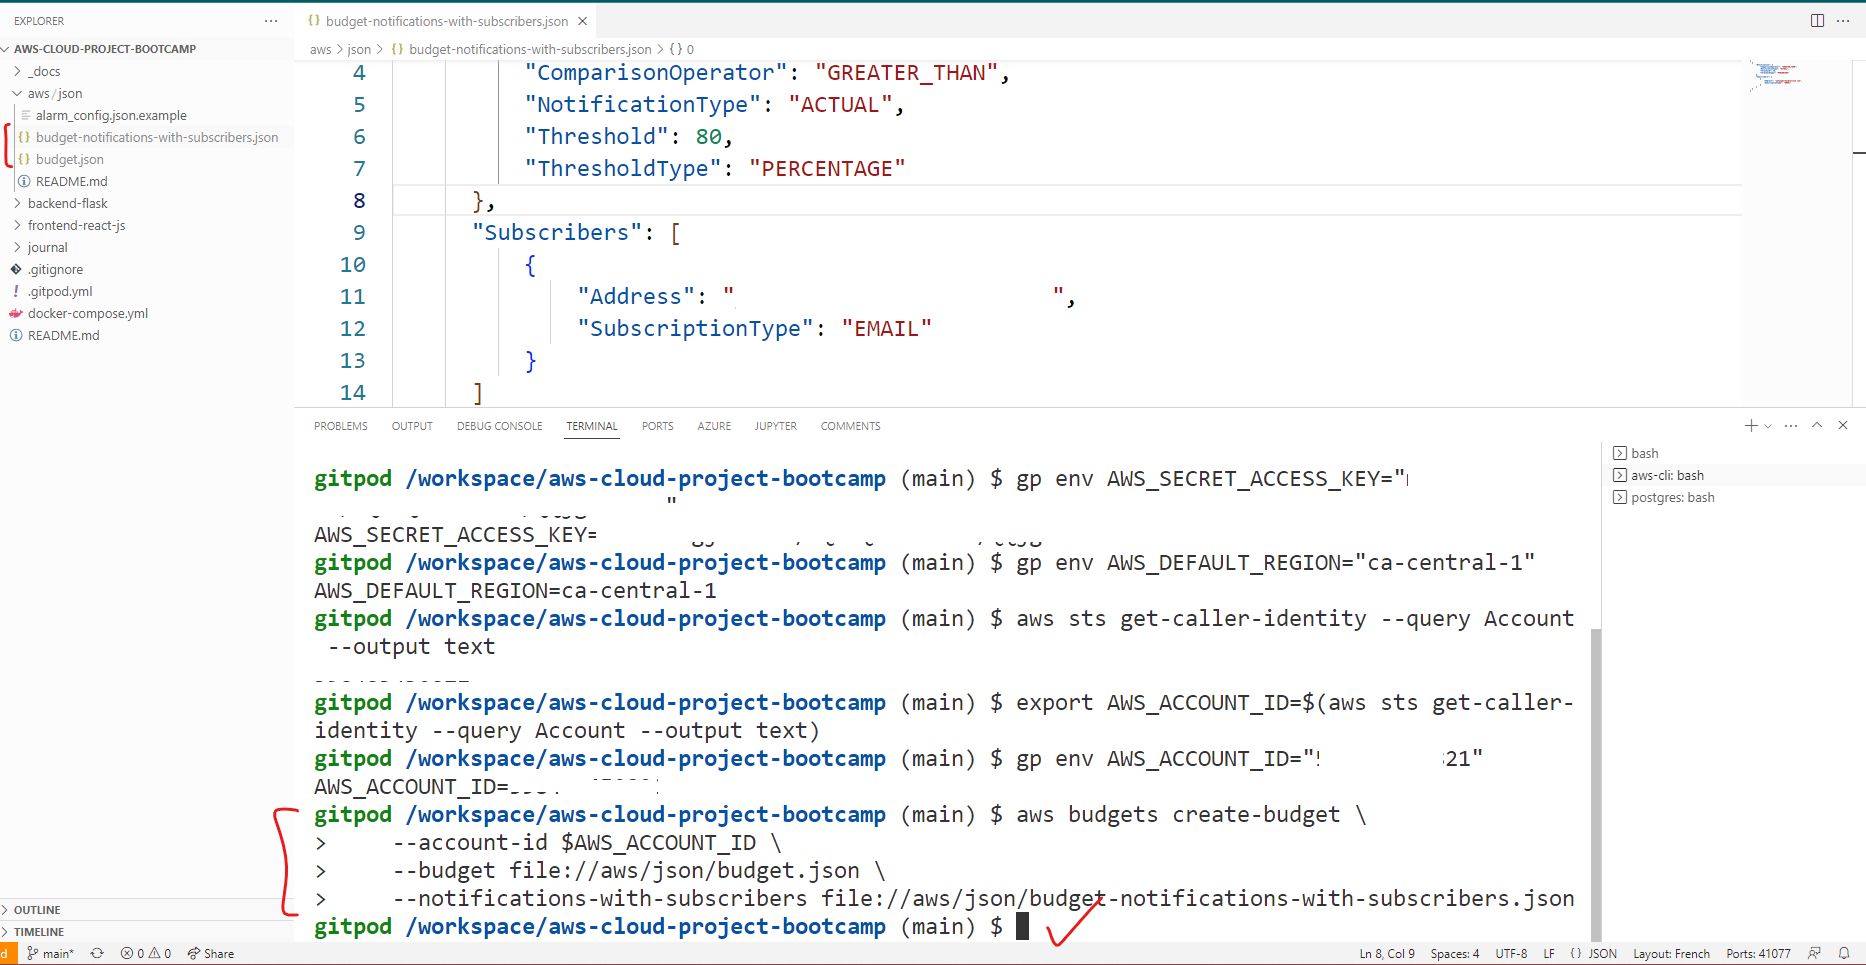 EXPLORER
AWS-CLOUD-PROJECT-BOOTCAMP
_docs
aws/json
alarm_config.json.example
budget-notifications-with-subscribers.json
budget.json
README.md
backend-flask
frontend-react-js
journal
.gitignore
.gitpod.yml
docker-compose.yml
README.md
OUTLINE
TIMELINE
budget-notifications-with-subscribers.json
aws > json > {} budget-notifications-with-subscribers.json > {} 0
4 "ComparisonOperator": "GREATER_THAN",
5 "NotificationType": "ACTUAL",
6 "Threshold": 80,
7 "ThresholdType": "PERCENTAGE"
8 },
9 "Subscribers": [
10 {
11 "Address": " ",
12 "SubscriptionType": "EMAIL"
13 }
14 ]
PROBLEMS OUTPUT DEBUG CONSOLE TERMINAL PORTS AZURE JUPYTER COMMENTS
gitpod /workspace/aws-cloud-project-bootcamp (main) $ gp env AWS_SECRET_ACCESS_KEY="
"
AWS_SECRET_ACCESS_KEY=
gitpod /workspace/aws-cloud-project-bootcamp (main) $ gp env AWS_DEFAULT_REGION="ca-central-1"
AWS_DEFAULT_REGION=ca-central-1
gitpod /workspace/aws-cloud-project-bootcamp (main) $ aws sts get-caller-identity --query Account
--output text
gitpod /workspace/aws-cloud-project-bootcamp (main) $ export AWS_ACCOUNT_ID=$(aws sts get-caller-
identity --query Account --output text)
gitpod /workspace/aws-cloud-project-bootcamp (main) $ gp env AWS_ACCOUNT_ID=" 21"
AWS_ACCOUNT_ID=
gitpod /workspace/aws-cloud-project-bootcamp (main) $ aws budgets create-budget \
> --account-id $AWS_ACCOUNT_ID \
> --budget file://aws/json/budget.json \
> --notifications-with-subscribers file://aws/json/budget-notifications-with-subscribers.json
gitpod /workspace/aws-cloud-project-bootcamp (main) $
bash
aws-cli: bash
postgres: bash
main* 0 0 Share
Ln 8, Col 9 Spaces: 4 UTF-8 LF {} JSON Layout: French Ports: 41077